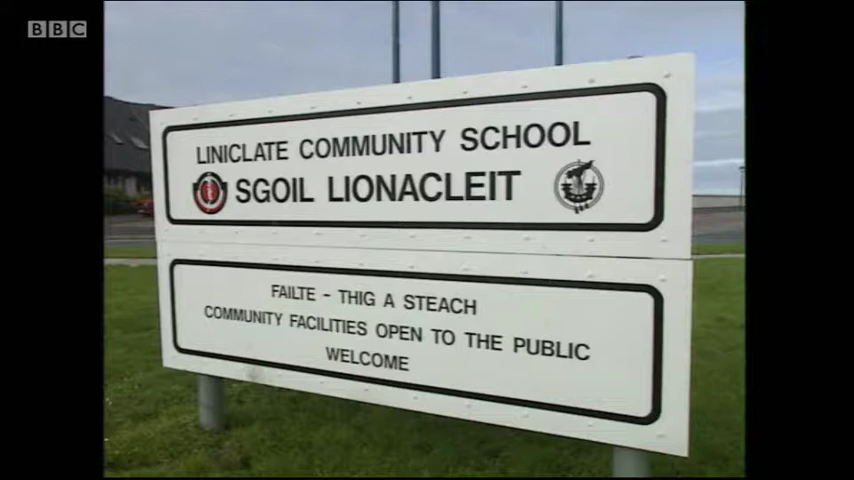 BBC
LINICLATE COMMUNITY SCHOOL
SGOIL LIONACLEIT
FAILTE - THIG A STEACH
COMMUNITY FACILITIES OPEN TO THE PUBLIC
WELCOME